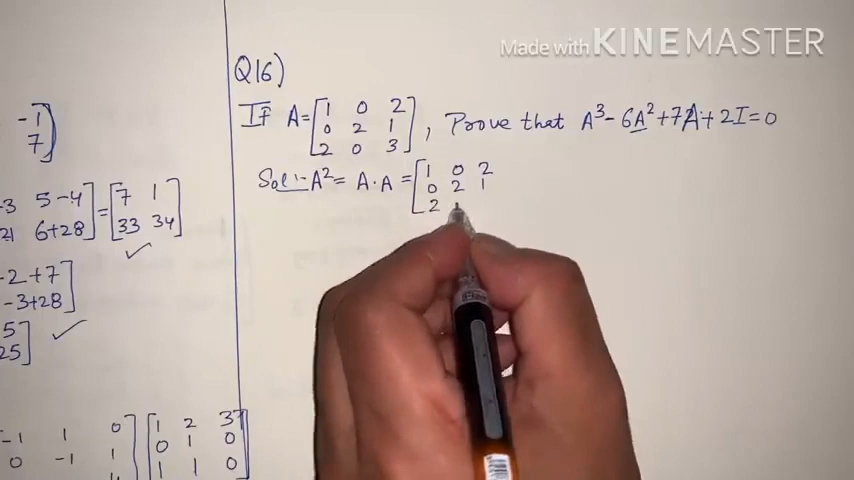 Made with KINEMASTER
Q16)
If A = [1 0 2
0 2 1
2 0 3] , Prove that A³ - 6A² + 7A + 2I = 0
Sol:- A² = A·A = [1 0 2
0 2 1
2
-1
7]
-3 5-4] = [7 1
21 6+28] 33 34]
-2+7]
-3+28]
5]
25]
-1 1 0] [1 2 3]
0 -1 1 0 1 0
1 1 0